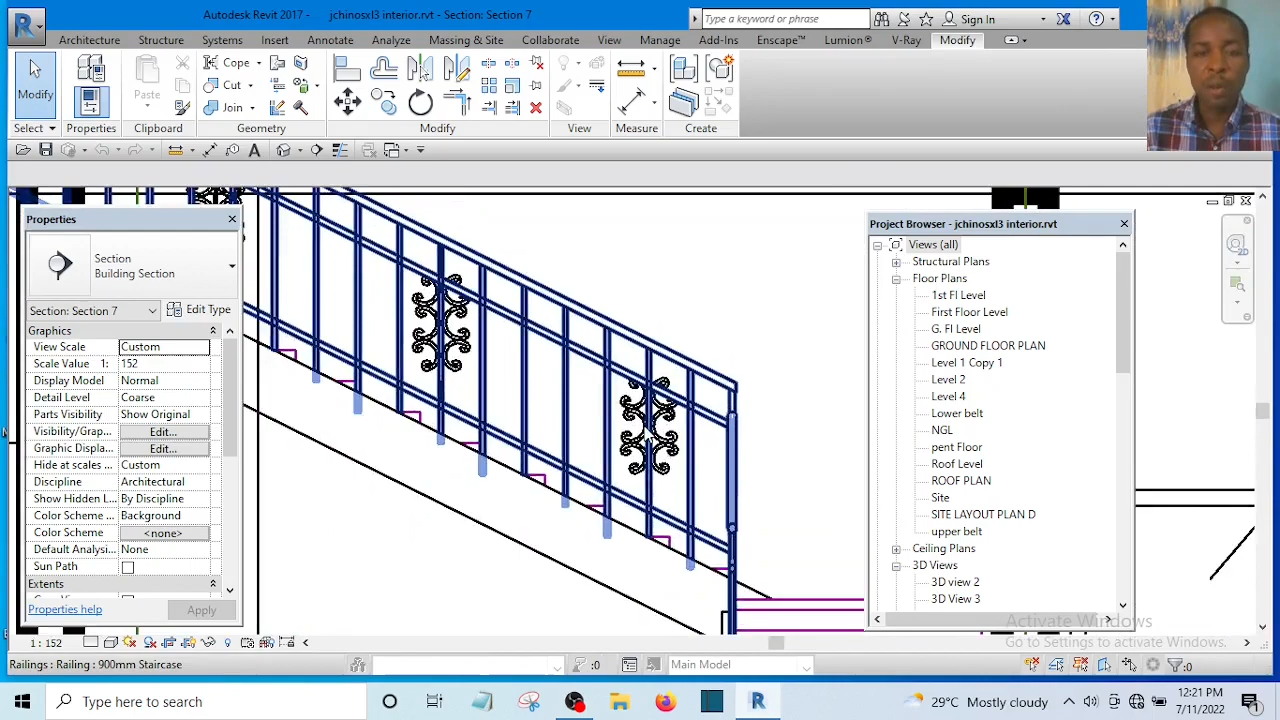 Autodesk Revit 2017 - jchinosxl3 interior.rvt - Section: Section 7
Type a keyword or phrase
Sign In
Architecture Structure Systems Insert Annotate Analyze Massing & Site Collaborate View Manage Add-Ins Enscape™ Lumion® V-Ray Modify
Modify
Paste
Cope
Cut
Join
Select Properties Clipboard Geometry Modify View Measure Create
Properties
Section
Building Section
Section: Section 7
Edit Type
Graphics
View Scale Custom
Scale Value 1: 152
Display Model Normal
Detail Level Coarse
Parts Visibility Show Original
Visibility/Grap... Edit...
Graphic Displa... Edit...
Hide at scales ... Custom
Discipline Architectural
Show Hidden L... By Discipline
Color Scheme ... Background
Color Scheme <none>
Default Analysi... None
Sun Path
Extents
Properties help
Apply
Project Browser - jchinosxl3 interior.rvt
Views (all)
Structural Plans
Floor Plans
1st Fl Level
First Floor Level
G. Fl Level
GROUND FLOOR PLAN
Level 1 Copy 1
Level 2
Level 4
Lower belt
NGL
pent Floor
Roof Level
ROOF PLAN
Site
SITE LAYOUT PLAN D
upper belt
Ceiling Plans
3D Views
3D view 2
3D View 3
Activate Windows
Go to Settings to activate Windows.
1 : 152
Railings : Railing : 900mm Staircase
:0
Main Model
:0
Type here to search
29°C Mostly cloudy
12:21 PM
7/11/2022
1